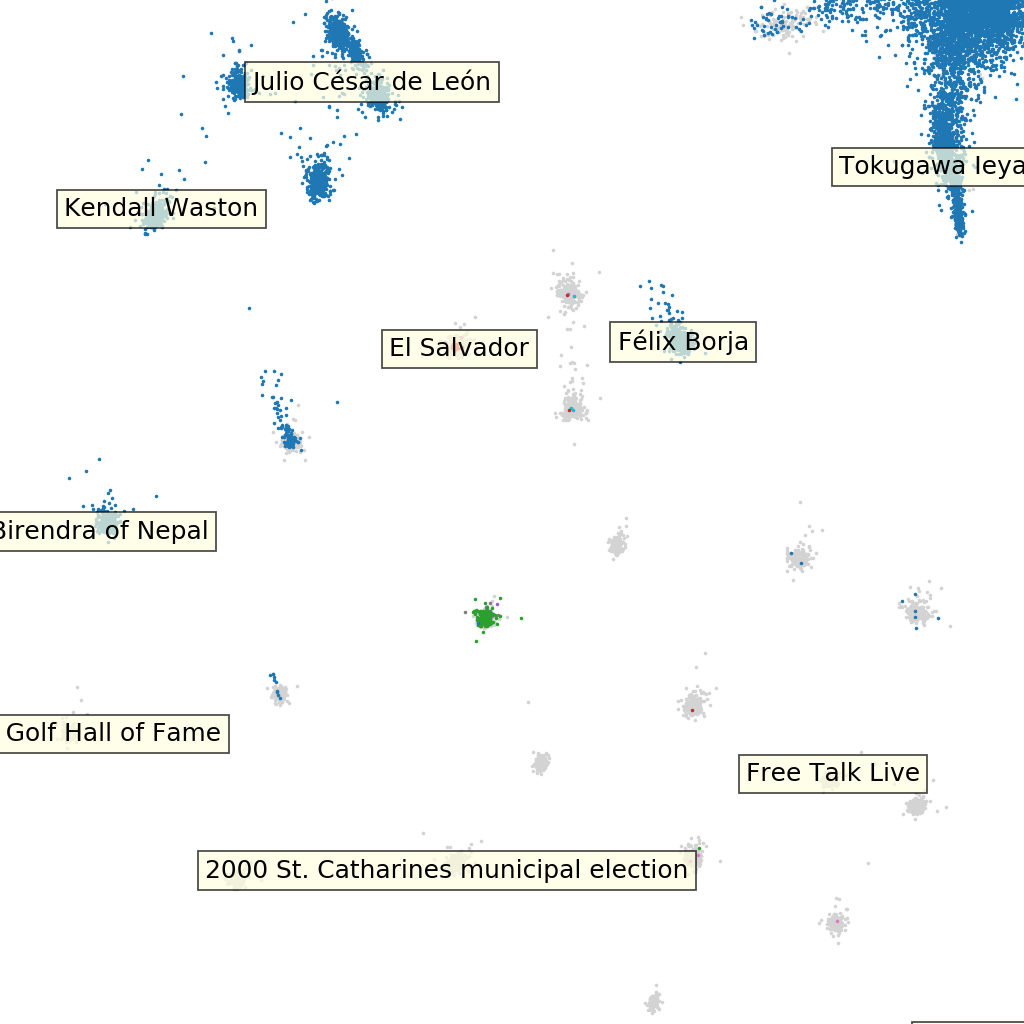 Julio César de León
Tokugawa Ieya
Kendall Waston
El Salvador
Félix Borja
Birendra of Nepal
Golf Hall of Fame
Free Talk Live
2000 St. Catharines municipal election